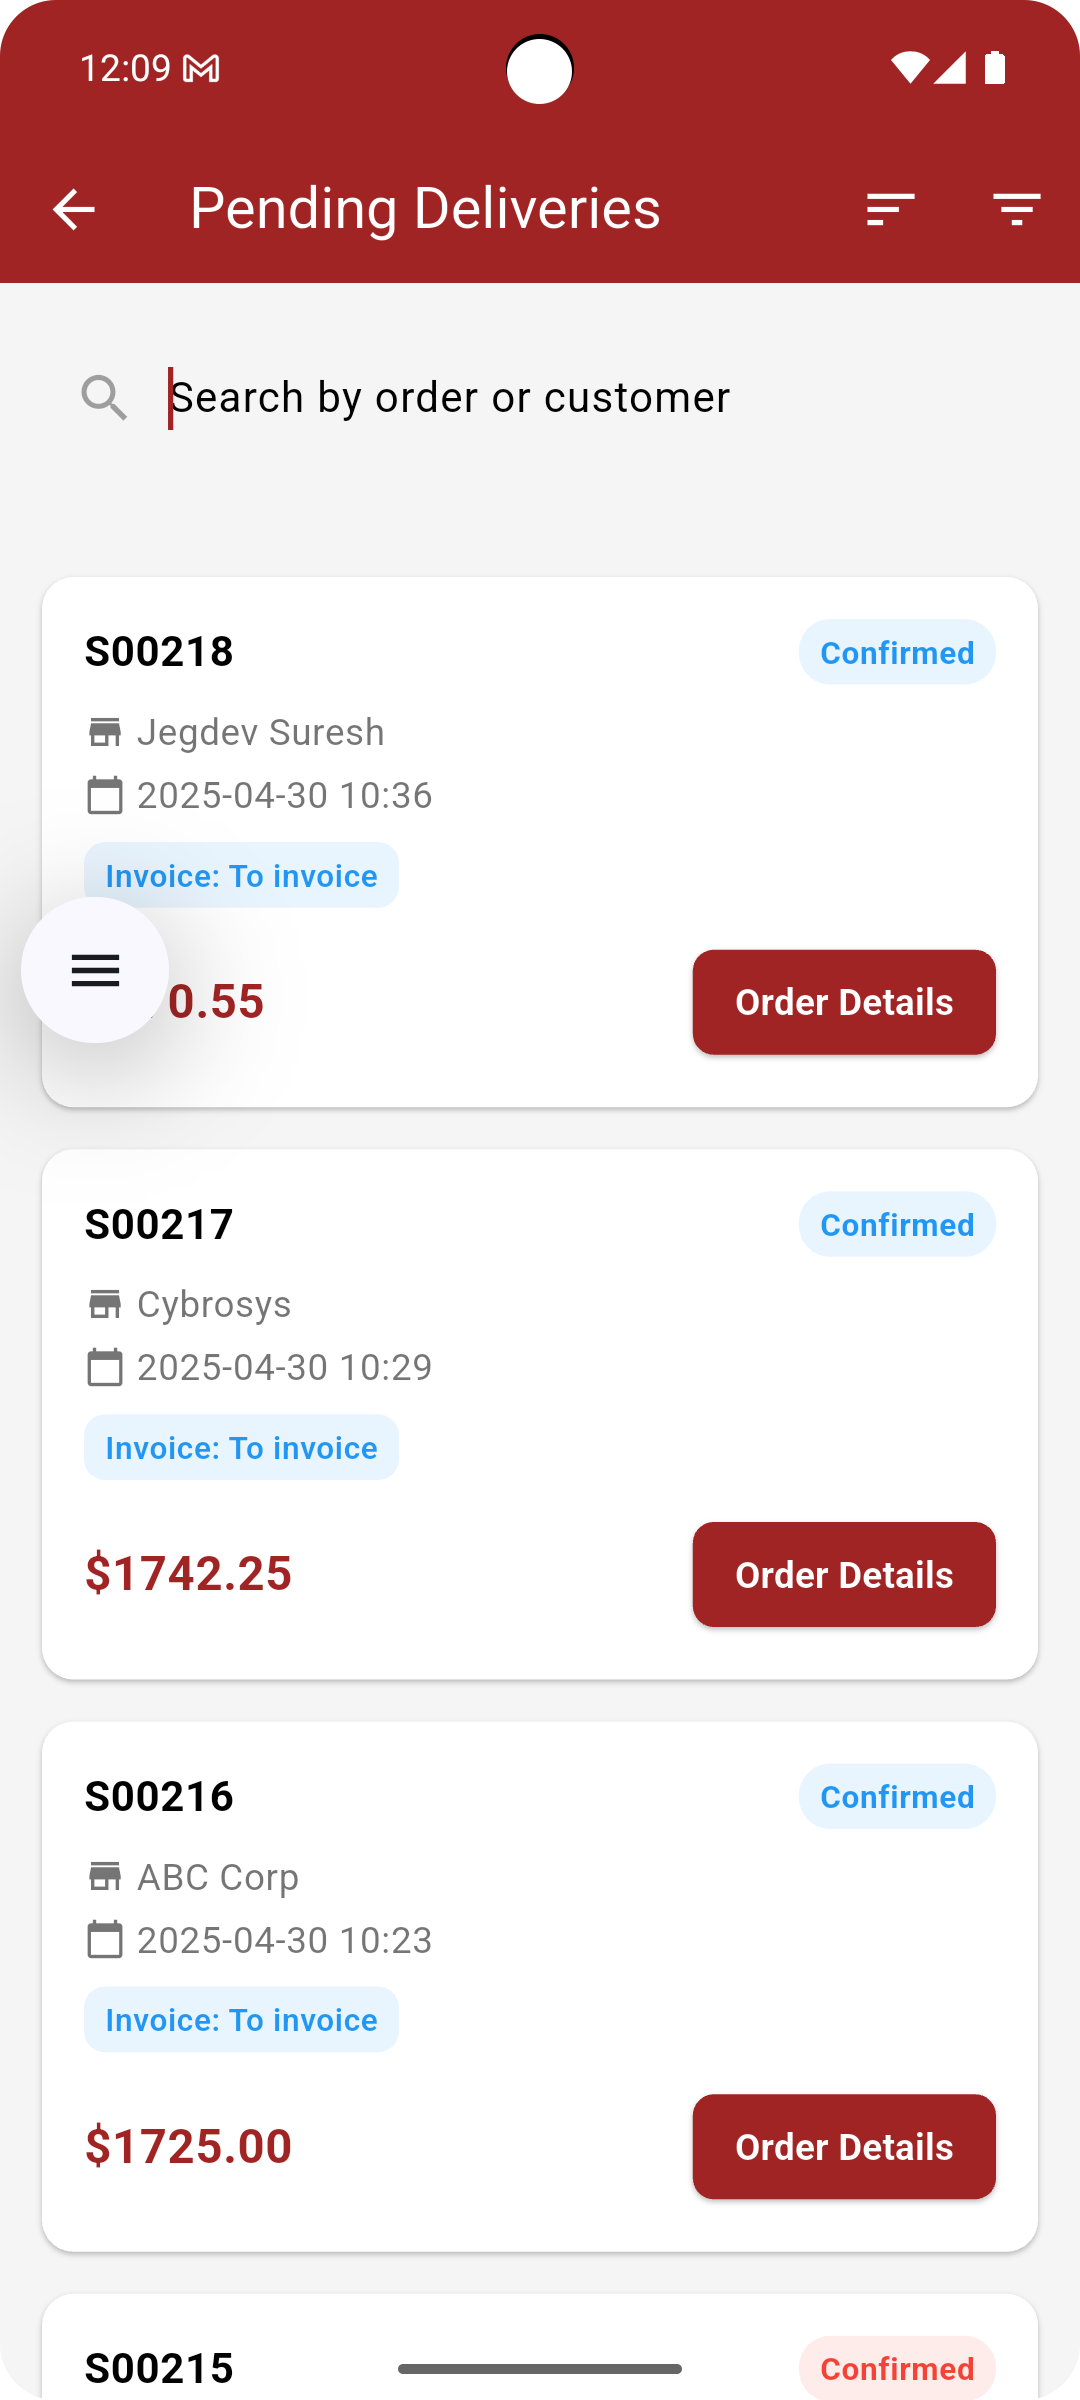 12:09
Pending Deliveries
Search by order or customer
S00218
Confirmed
Jegdev Suresh
2025-04-30 10:36
Invoice: To invoice
0.55
Order Details
S00217
Confirmed
Cybrosys
2025-04-30 10:29
Invoice: To invoice
$1742.25
Order Details
S00216
Confirmed
ABC Corp
2025-04-30 10:23
Invoice: To invoice
$1725.00
Order Details
S00215
Confirmed